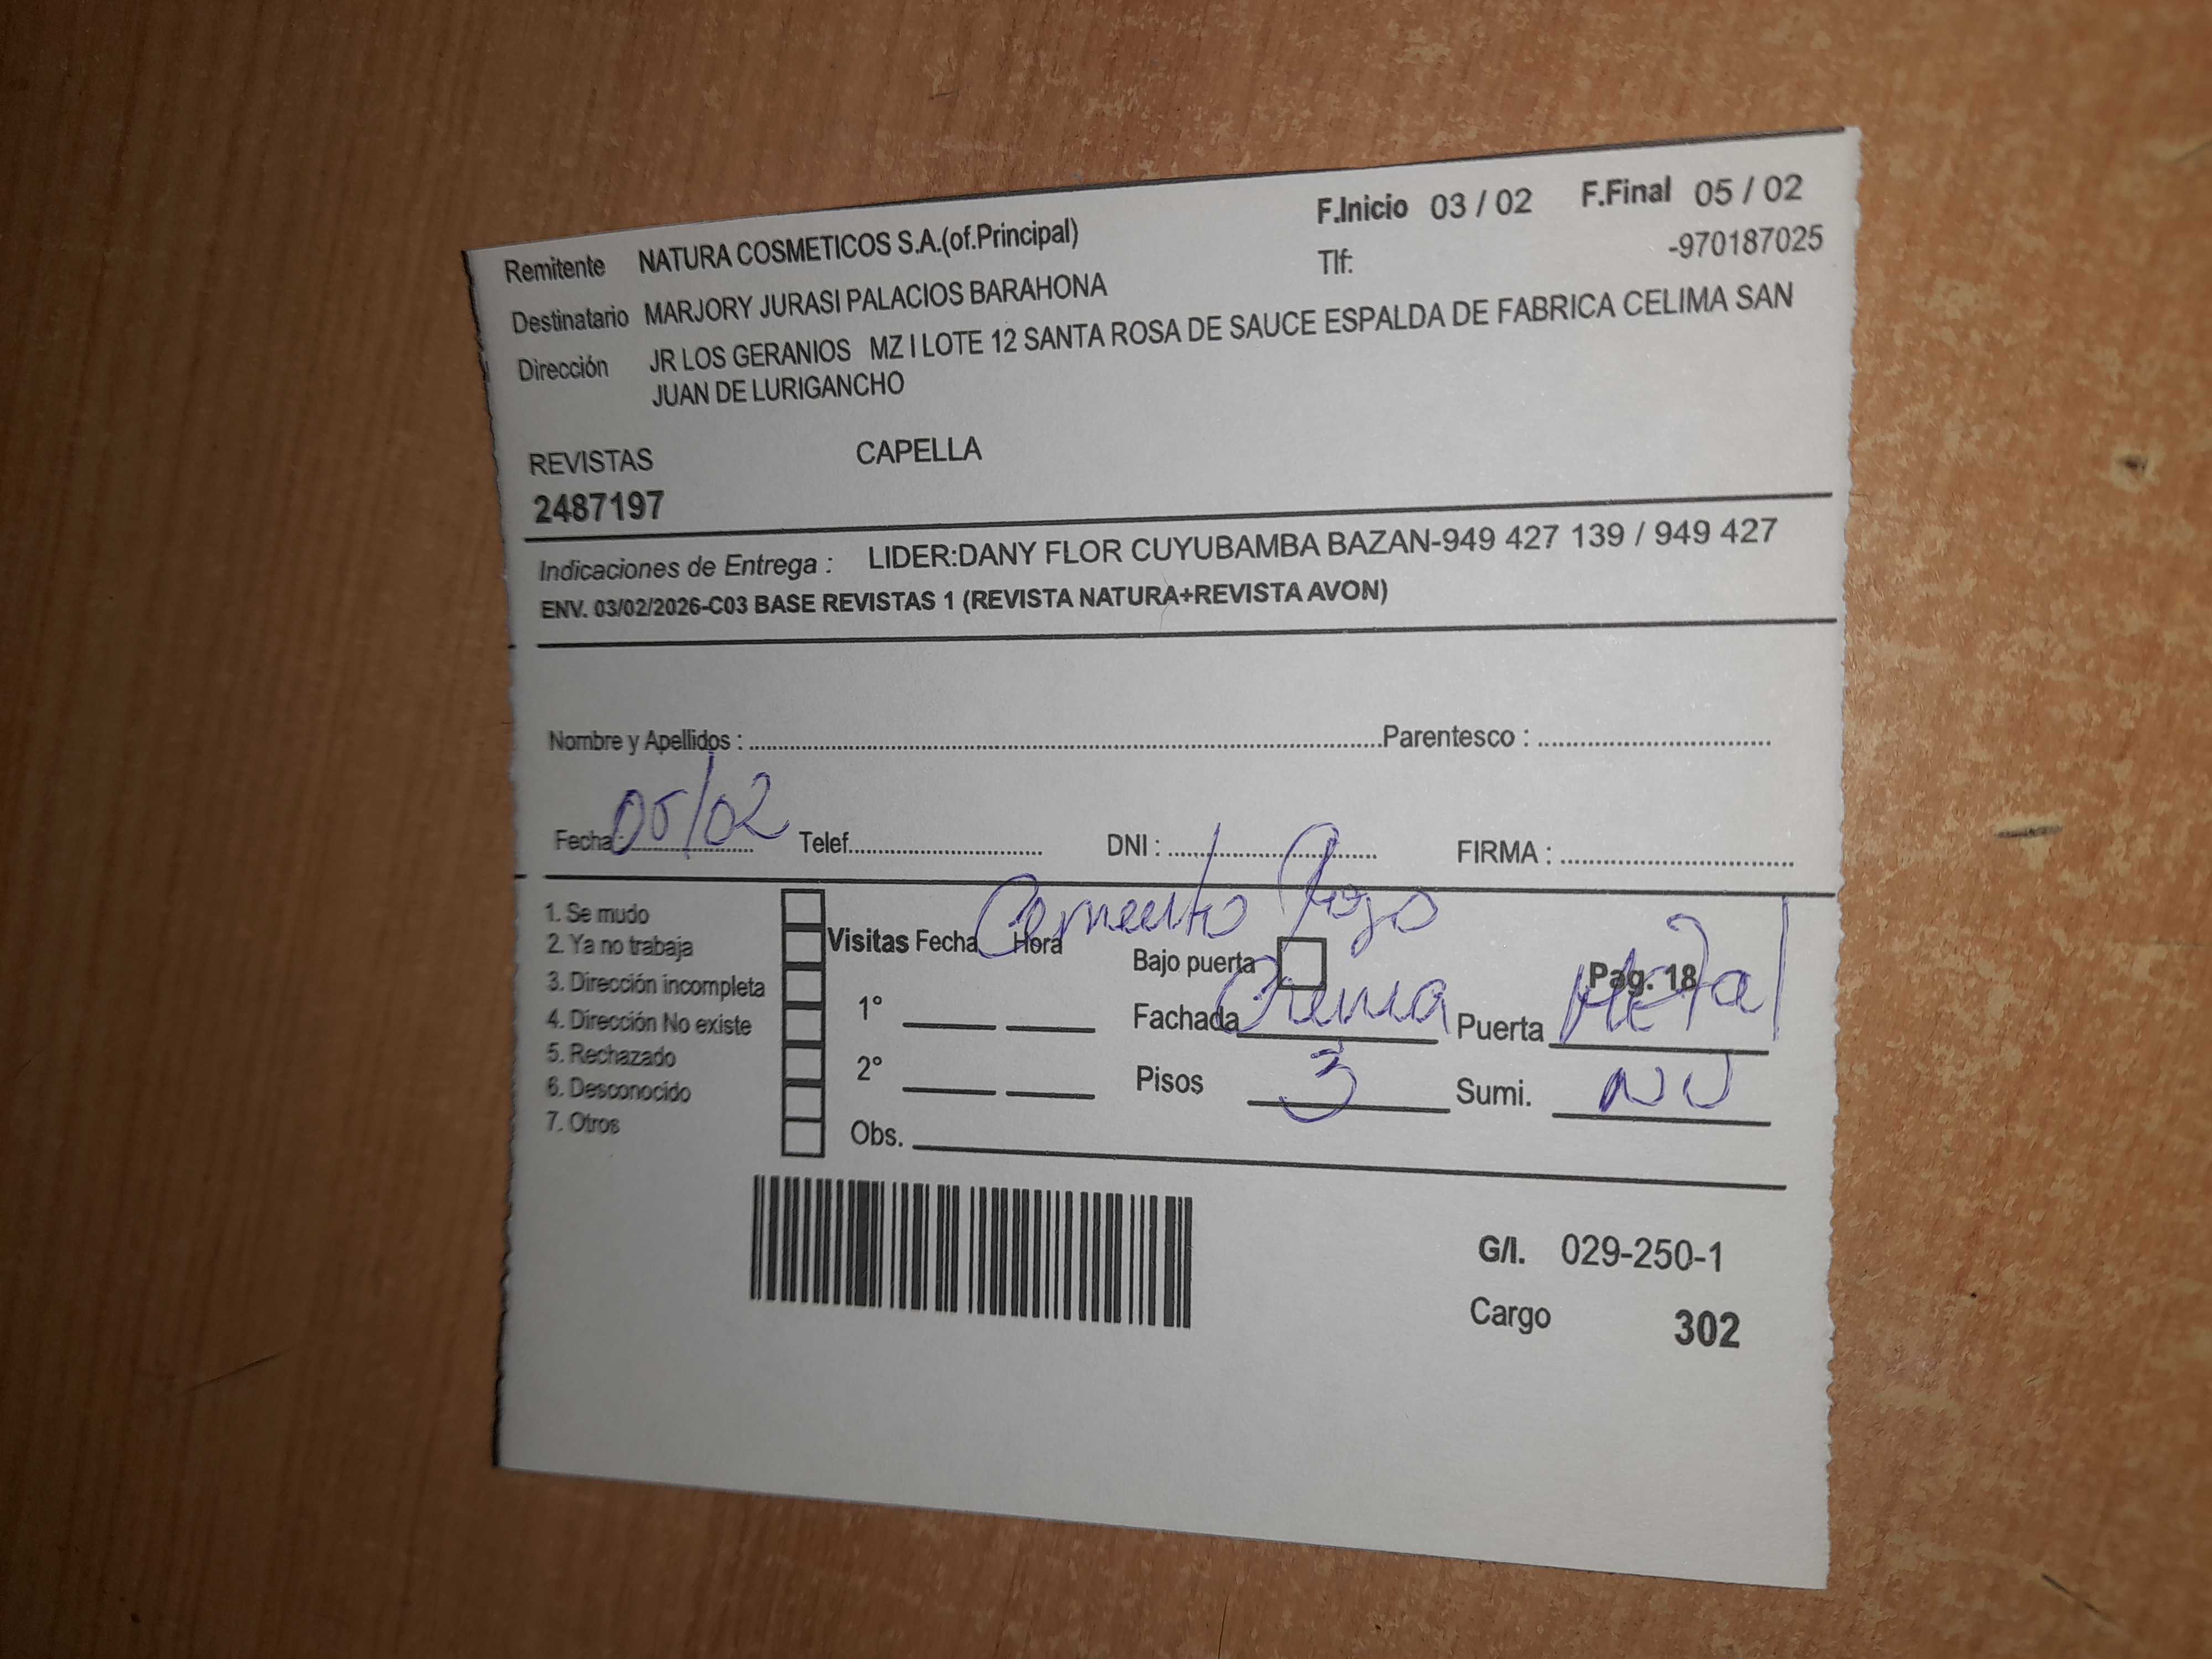 Remitente NATURA COSMETICOS S.A.(of.Principal) F.Inicio 03 / 02 F.Final 05 / 02
Destinatario MARJORY JURASI PALACIOS BARAHONA Tlf: -970187025
Dirección JR LOS GERANIOS MZ I LOTE 12 SANTA ROSA DE SAUCE ESPALDA DE FABRICA CELIMA SAN
JUAN DE LURIGANCHO
REVISTAS CAPELLA
2487197
Indicaciones de Entrega : LIDER:DANY FLOR CUYUBAMBA BAZAN-949 427 139 / 949 427
ENV. 03/02/2026-C03 BASE REVISTAS 1 (REVISTA NATURA+REVISTA AVON)
Nombre y Apellidos : Parentesco :
Fecha : 05/02 Telef. DNI : FIRMA :
Cemento Rojo
1. Se mudo
2. Ya no trabaja Visitas Fecha Hora Bajo puerta Pag. 18
3. Dirección incompleta
4. Dirección No existe 1° Fachada Crema Puerta Metal
5. Rechazado
6. Desconocido 2° Pisos 3 Sumi.
7. Otros Obs.
G/I. 029-250-1
Cargo 302